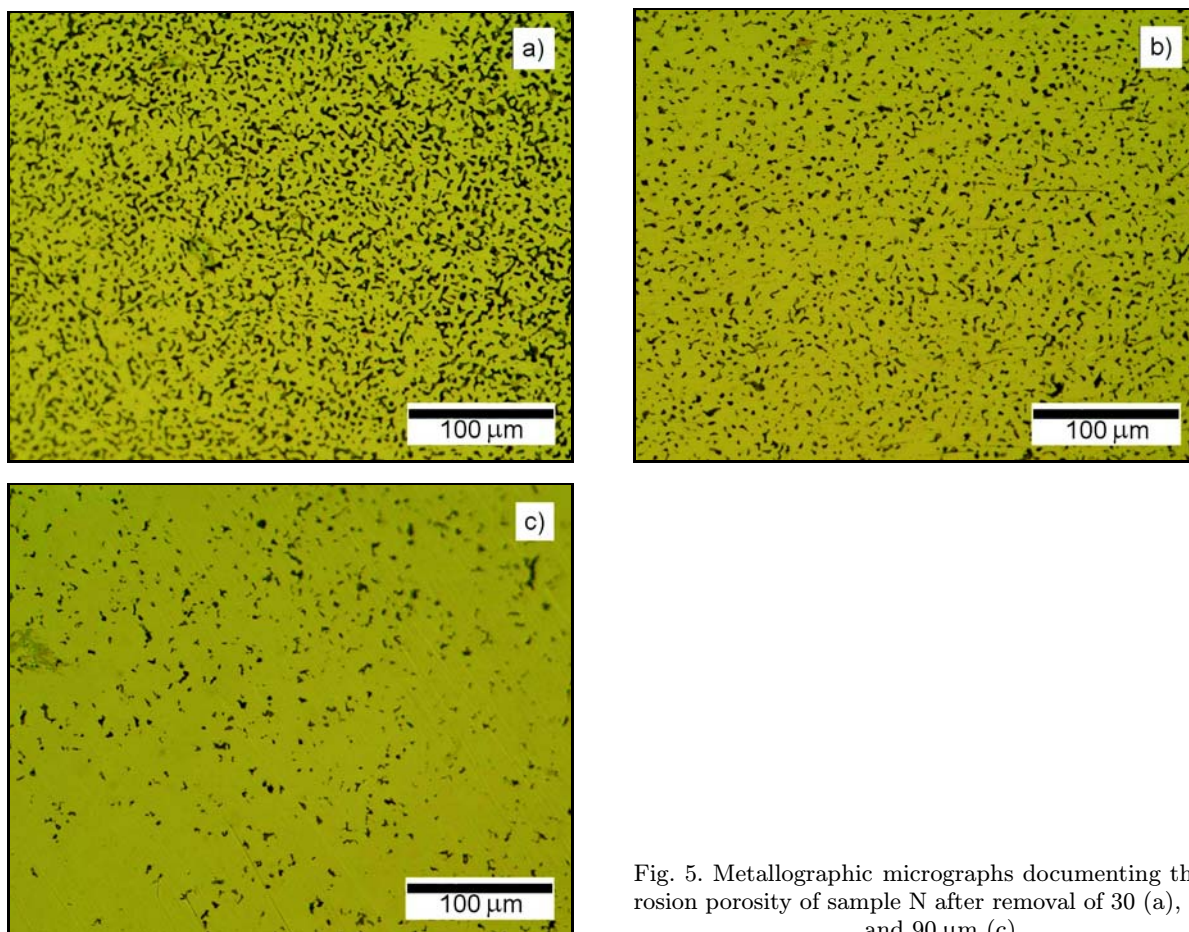 a)
100 μm
b)
100 μm
c)
100 μm
Fig. 5. Metallographic micrographs documenting th
rosion porosity of sample N after removal of 30 (a),
and 90 μm (c)